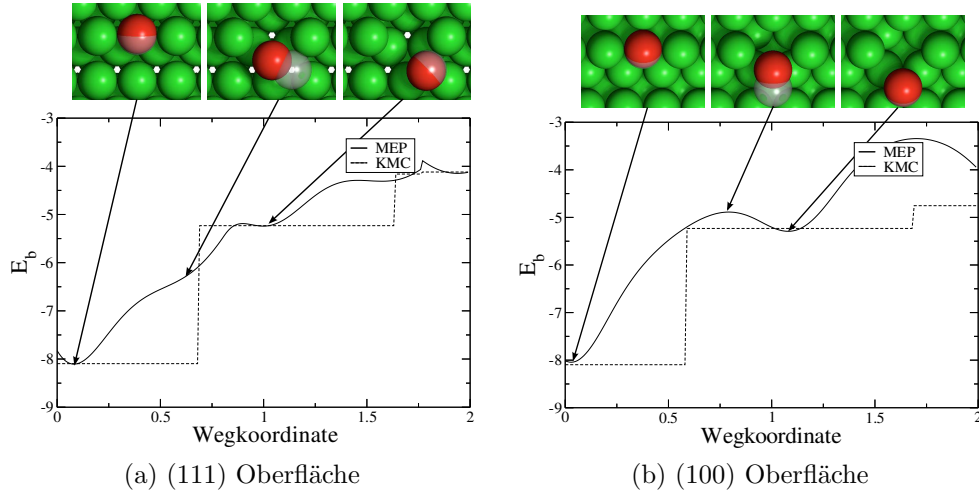 -3
-4
-5
-6
-7
-8
-9
E_b
MEP
KMC
0
0.5
1
1.5
2
Wegkoordinate
(a) (111) Oberfläche
-3
-4
-5
-6
-7
-8
-9
E_b
MEP
KMC
0
0.5
1
1.5
2
Wegkoordinate
(b) (100) Oberfläche